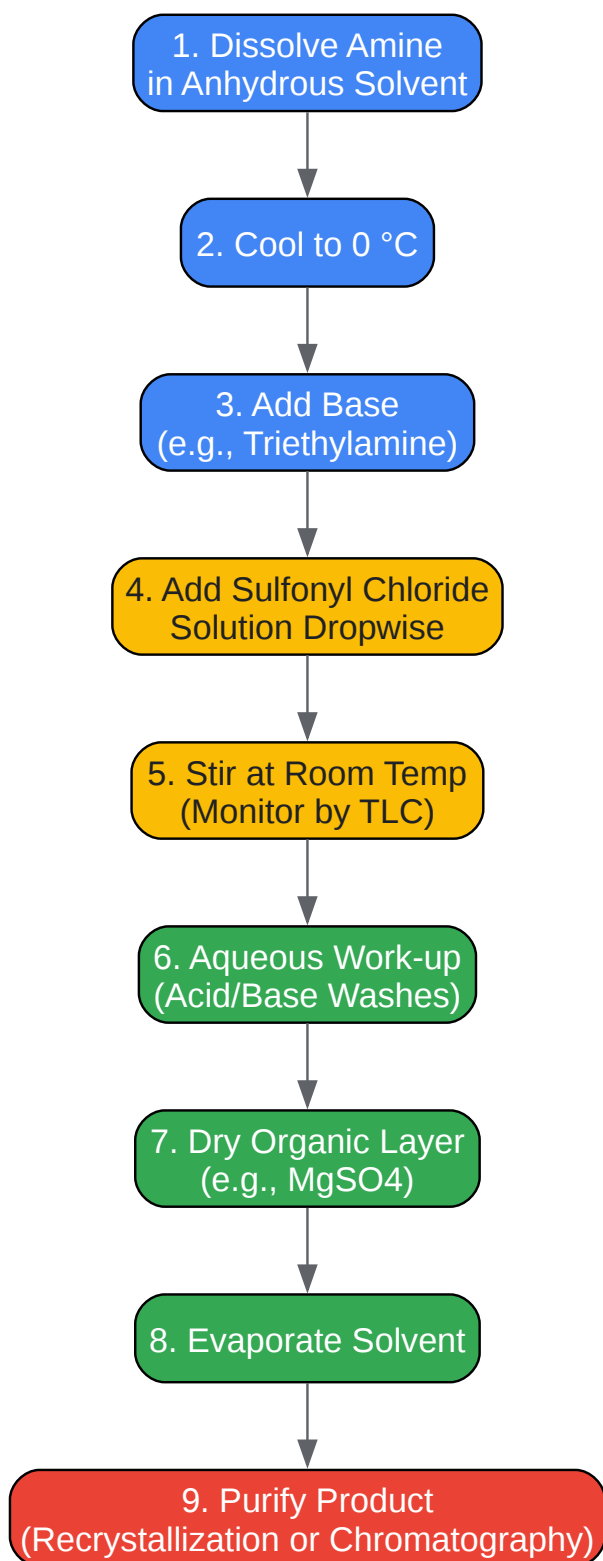 1. Dissolve Amine
in Anhydrous Solvent
2. Cool to 0 °C
3. Add Base
(e.g., Triethylamine)
4. Add Sulfonyl Chloride
Solution Dropwise
5. Stir at Room Temp
(Monitor by TLC)
6. Aqueous Work-up
(Acid/Base Washes)
7. Dry Organic Layer
(e.g., MgSO4)
8. Evaporate Solvent
9. Purify Product
(Recrystallization or Chromatography)